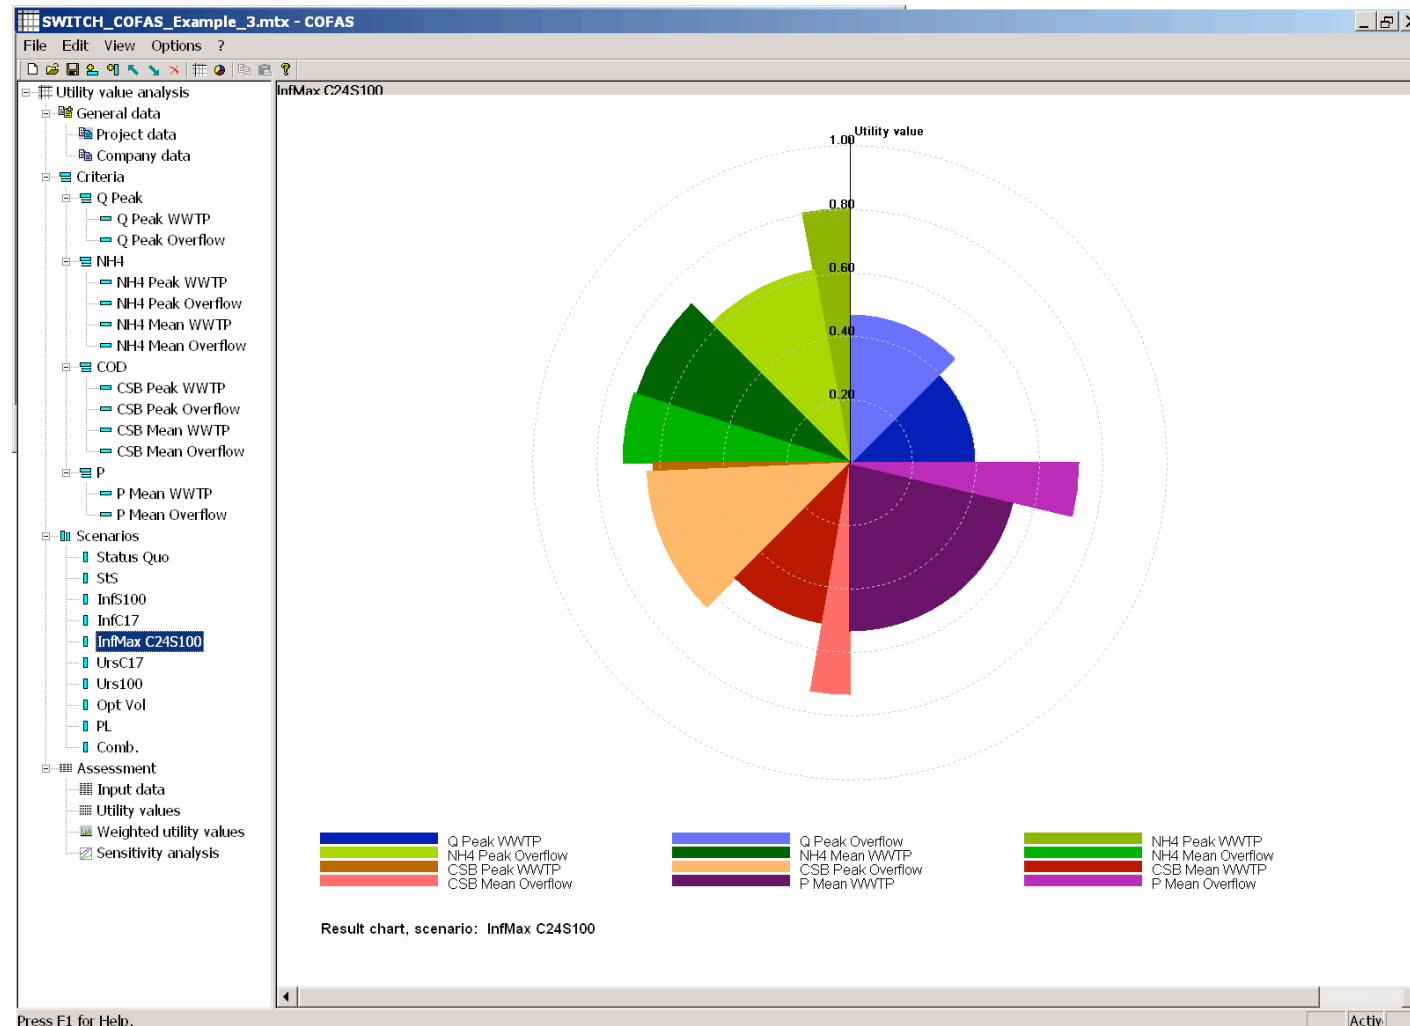 SWITCH_COFAS_Example_3.mtx - COFAS
File Edit View Options ?
Utility value analysis
General data
Project data
Company data
Criteria
Q Peak
Q Peak WWTP
Q Peak Overflow
NH4
NH4 Peak WWTP
NH4 Peak Overflow
NH4 Mean WWTP
NH4 Mean Overflow
COD
CSB Peak WWTP
CSB Peak Overflow
CSB Mean WWTP
CSB Mean Overflow
P
P Mean WWTP
P Mean Overflow
Scenarios
Status Quo
StS
InfS100
InfC17
InfMax C24S100
UrsC17
Urs100
Opt Vol
PL
Comb.
Assessment
Input data
Utility values
Weighted utility values
Sensitivity analysis
InfMax C24S100
Utility value
1.00
0.80
0.60
0.40
0.20
Q Peak WWTP Q Peak Overflow NH4 Peak WWTP
NH4 Peak Overflow NH4 Mean WWTP NH4 Mean Overflow
CSB Peak WWTP CSB Peak Overflow CSB Mean WWTP
CSB Mean Overflow P Mean WWTP P Mean Overflow
Result chart, scenario: InfMax C24S100
Press F1 for Help. Activ